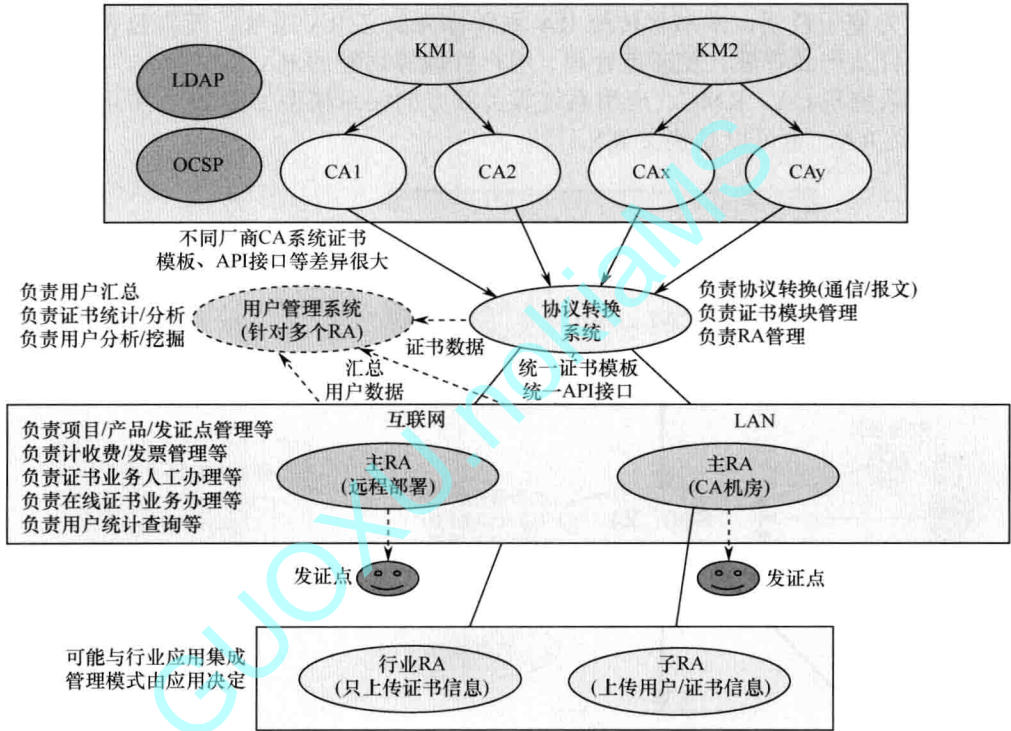 LDAP
KM1
KM2
OCSP
CA1
CA2
CAx
CAy
不同厂商CA系统证书
模板、API接口等差异很大
负责用户汇总
负责证书统计/分析
负责用户分析/挖掘
用户管理系统
(针对多个RA)
协议转换
系统
负责协议转换(通信/报文)
负责证书模块管理
负责RA管理
证书数据
汇总
用户数据
统一证书模板
统一API接口
互联网
LAN
负责项目/产品/发证点管理等
负责计收费/发票管理等
负责证书业务人工办理等
负责在线证书业务办理等
负责用户统计查询等
主RA
(远程部署)
主RA
(CA机房)
发证点
发证点
可能与行业应用集成
管理模式由应用决定
行业RA
(只上传证书信息)
子RA
(上传用户/证书信息)
GUOXU.nokiaMS